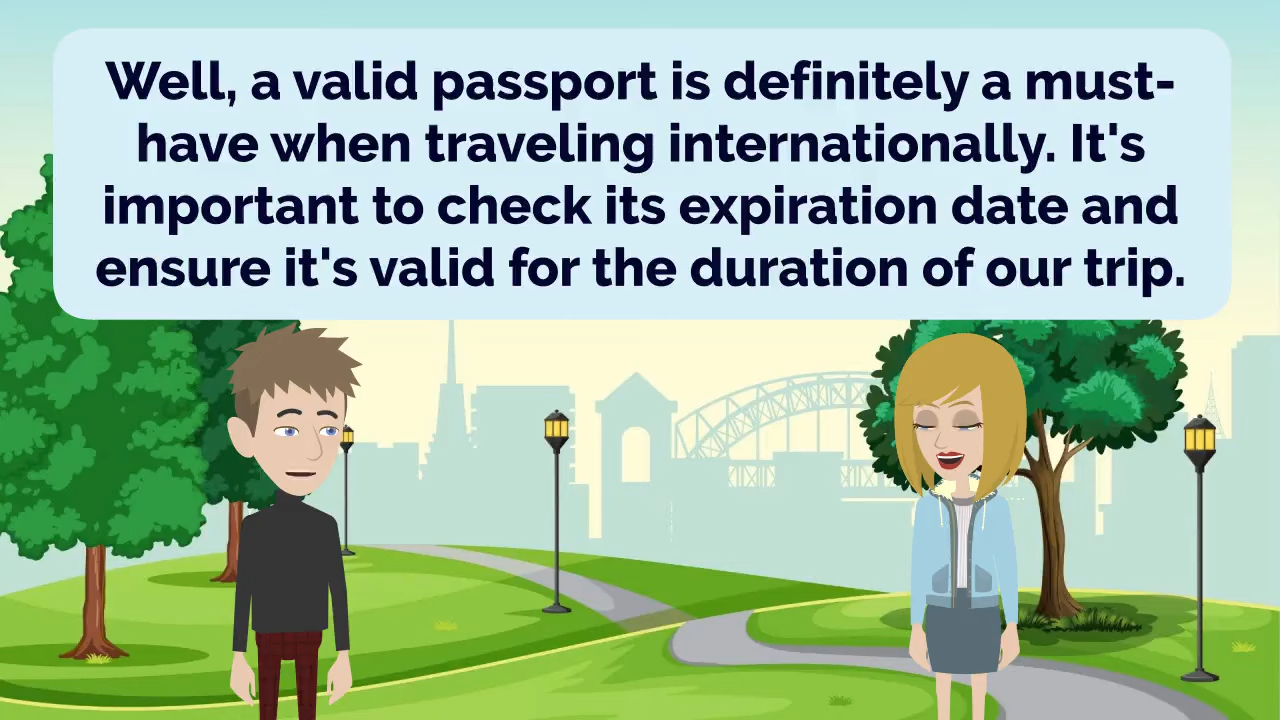 Well, a valid passport is definitely a must-
have when traveling internationally. It's
important to check its expiration date and
ensure it's valid for the duration of our trip.